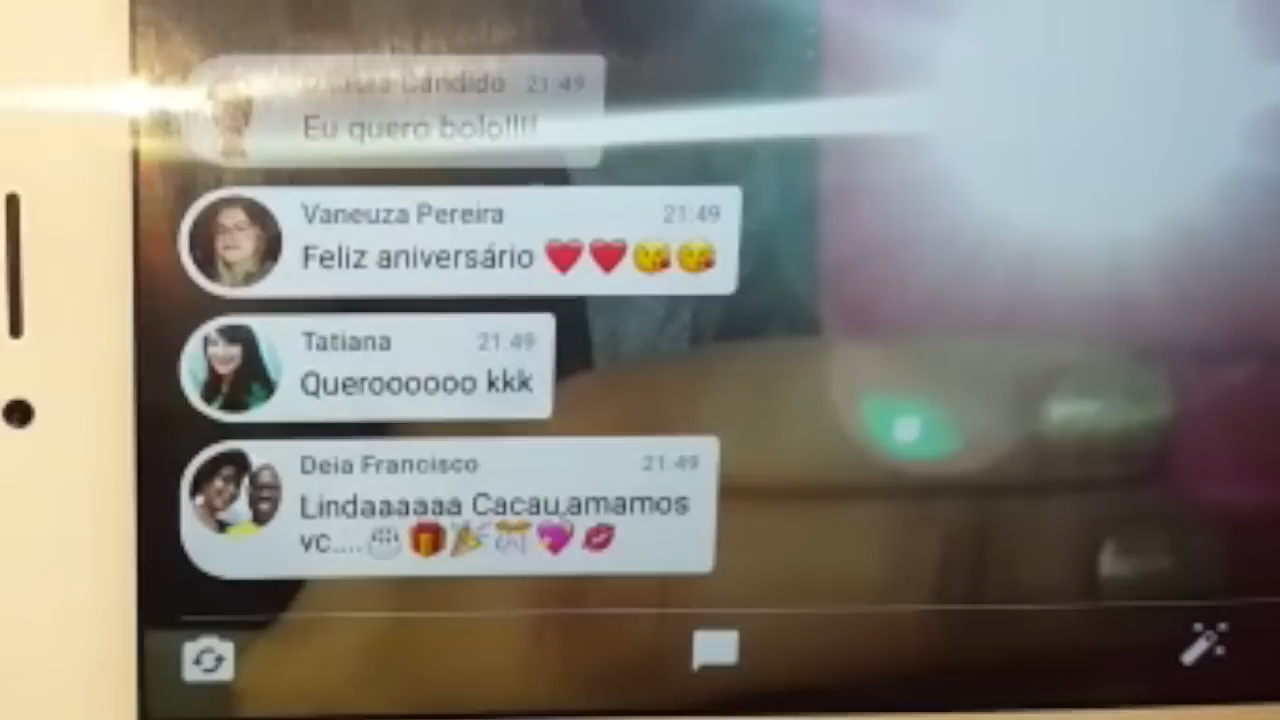 Candido 21:49
Eu quero bolo!!!!
Vaneuza Pereira 21:49
Feliz aniversário ❤️❤️😘😘
Tatiana 21:49
Queroooooo kkk
Deia Francisco 21:49
Lindaaaaaa Cacau,amamos
vc....🎂🎁🎉🎊💖💋